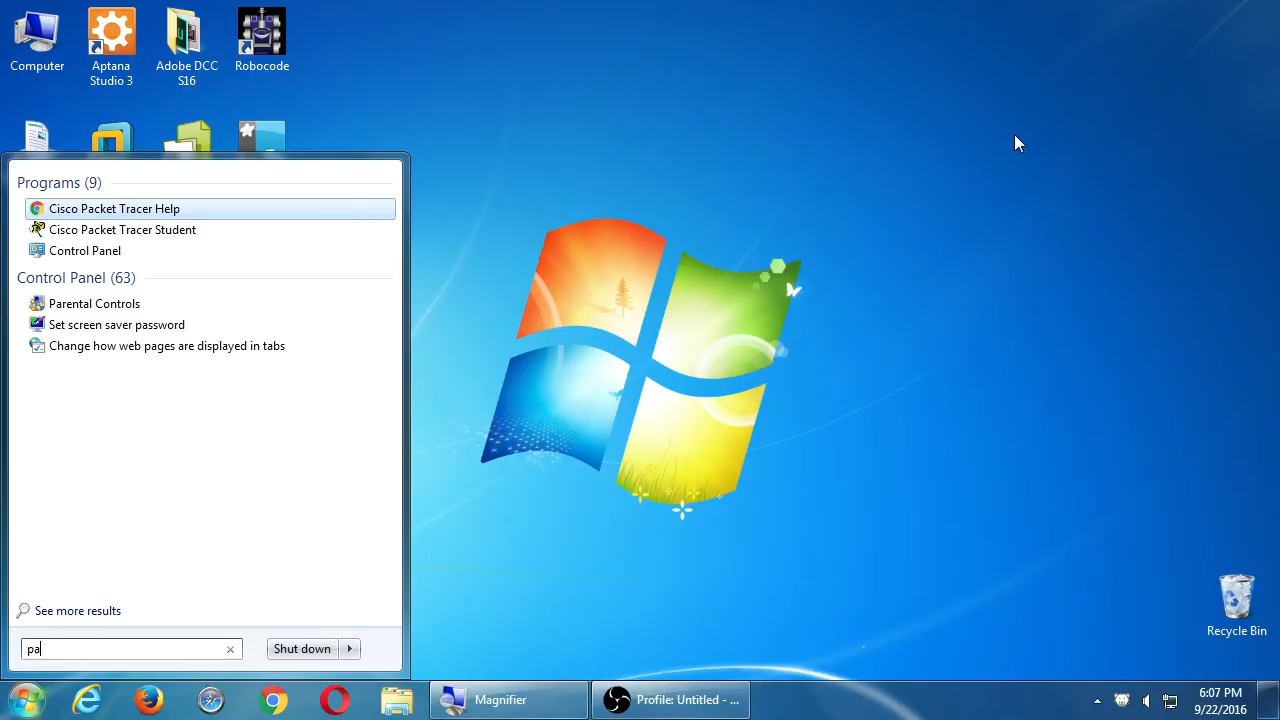 Computer
Aptana
Studio 3
Adobe DCC
S16
Robocode
Programs (9)
Cisco Packet Tracer Help
Cisco Packet Tracer Student
Control Panel
Control Panel (63)
Parental Controls
Set screen saver password
Change how web pages are displayed in tabs
See more results
pa
Shut down
Recycle Bin
Magnifier
Profile: Untitled - ...
6:07 PM
9/22/2016